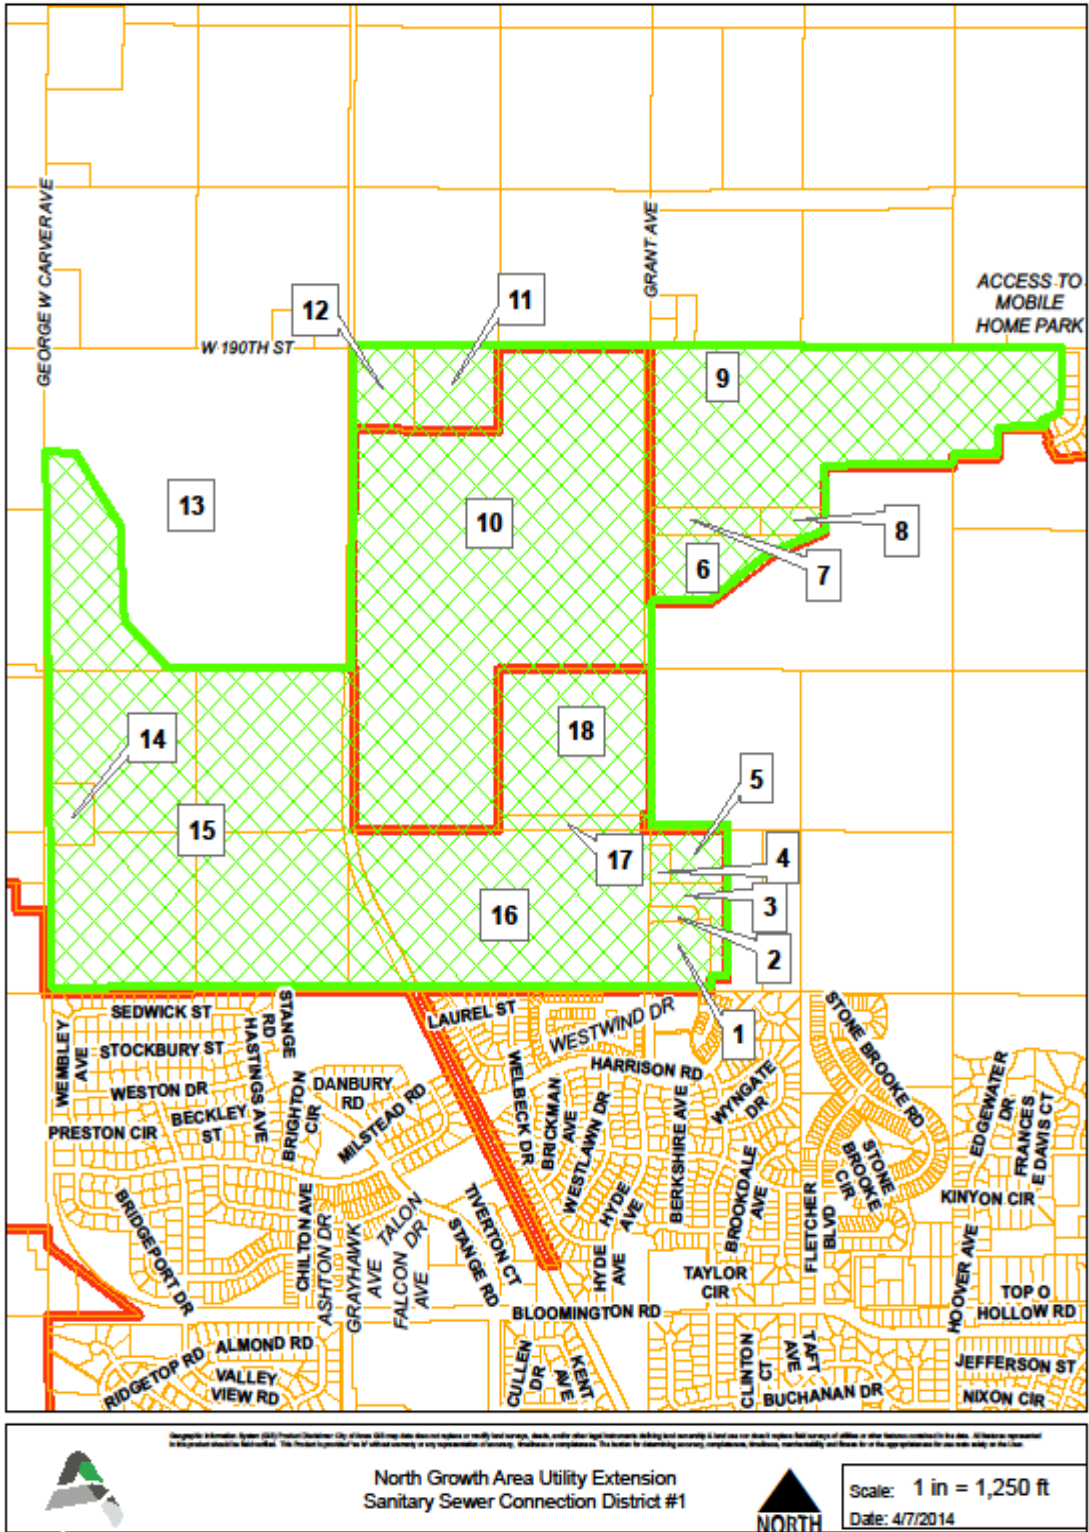 GEORGE W CARVER AVE
GRANT AVE
ACCESS TO
MOBILE
HOME PARK
W 190TH ST
12
11
9
13
10
8
7
6
14
18
5
15
17
4
16
3
2
1
SEDWICK ST
STANGE
RD
LAUREL ST
WESTWIND DR
STONE BROOKE RD
WEMBLEY
AVE
STOCKBURY ST
HASTINGS AVE
HARRISON RD
WESTON DR
DANBURY
RD
WELBECK DR
BRICKMAN
AVE
WYNGATE
DR
EDGEWATER
DR
FRANCES
E DAVIS CT
BECKLEY
ST
BRIGHTON
CIR
MILSTEAD RD
WESTLAWN DR
BERKSHIRE AVE
PRESTON CIR
STONE
BROOKE
CIR
HYDE
AVE
BROOKDALE
AVE
KINYON CIR
BRIDGEPORT DR
CHILTON AVE
ASHTON DR
GRAYHAWK
AVE
TALON
DR
FALCON
AVE
TIVERTON CT
STANGE RD
HYDE
AVE
FLETCHER
BLVD
HOOVER AVE
TAYLOR
CIR
TOP O
HOLLOW RD
BLOOMINGTON RD
ALMOND RD
RIDGETOP RD
VALLEY
VIEW RD
CULLEN
DR
KENT
AVE
CLINTON
CT
TAFT
AVE
BUCHANAN DR
JEFFERSON ST
NIXON CIR
North Growth Area Utility Extension
Sanitary Sewer Connection District #1
NORTH
Scale: 1 in = 1,250 ft
Date: 4/7/2014